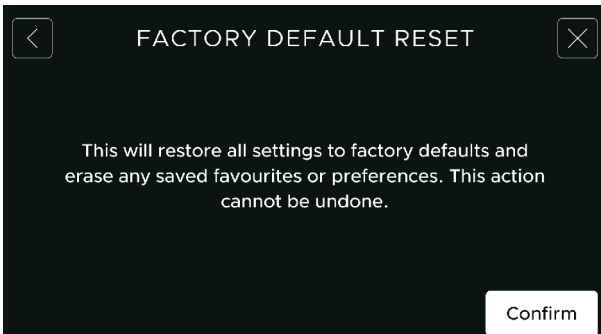 FACTORY DEFAULT RESET
This will restore all settings to factory defaults and
erase any saved favourites or preferences. This action
cannot be undone.
Confirm